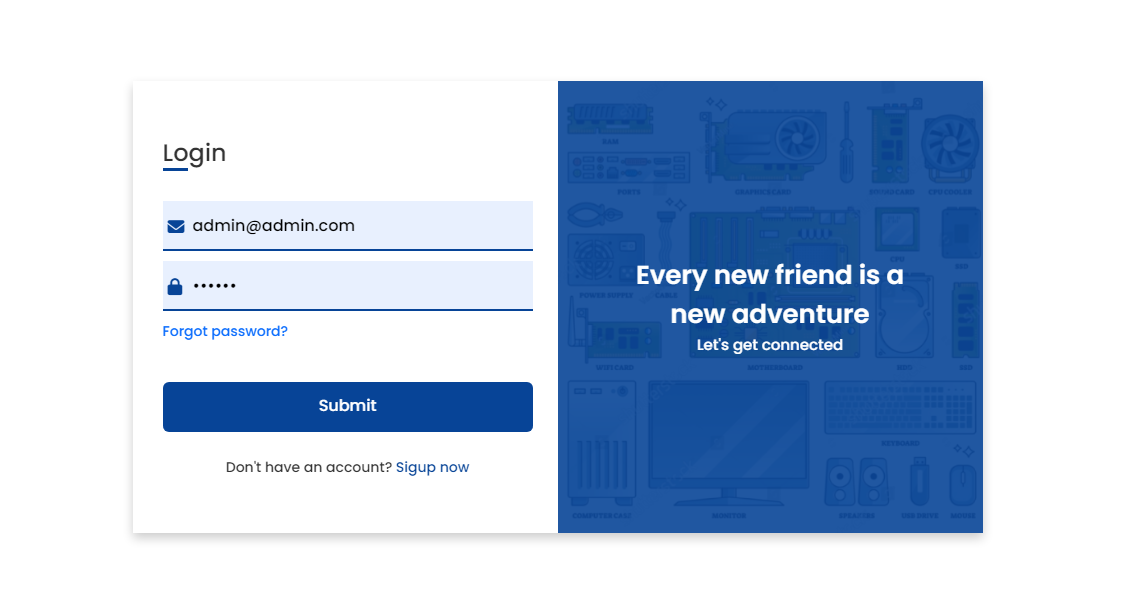 Login
admin@admin.com
••••••
Forgot password?
Submit
Don't have an account? Sigup now
RAM
PORTS
GRAPHICS CARD
CPU COOLER
CPU
POWER SUPPLY
CABLE
Every new friend is a
new adventure
Let's get connected
WIFI CARD
MOTHERBOARD
HDD
SSD
KEYBOARD
COMPUTER CASE
MONITOR
SPEAKERS
USB DRIVE
MOUSE